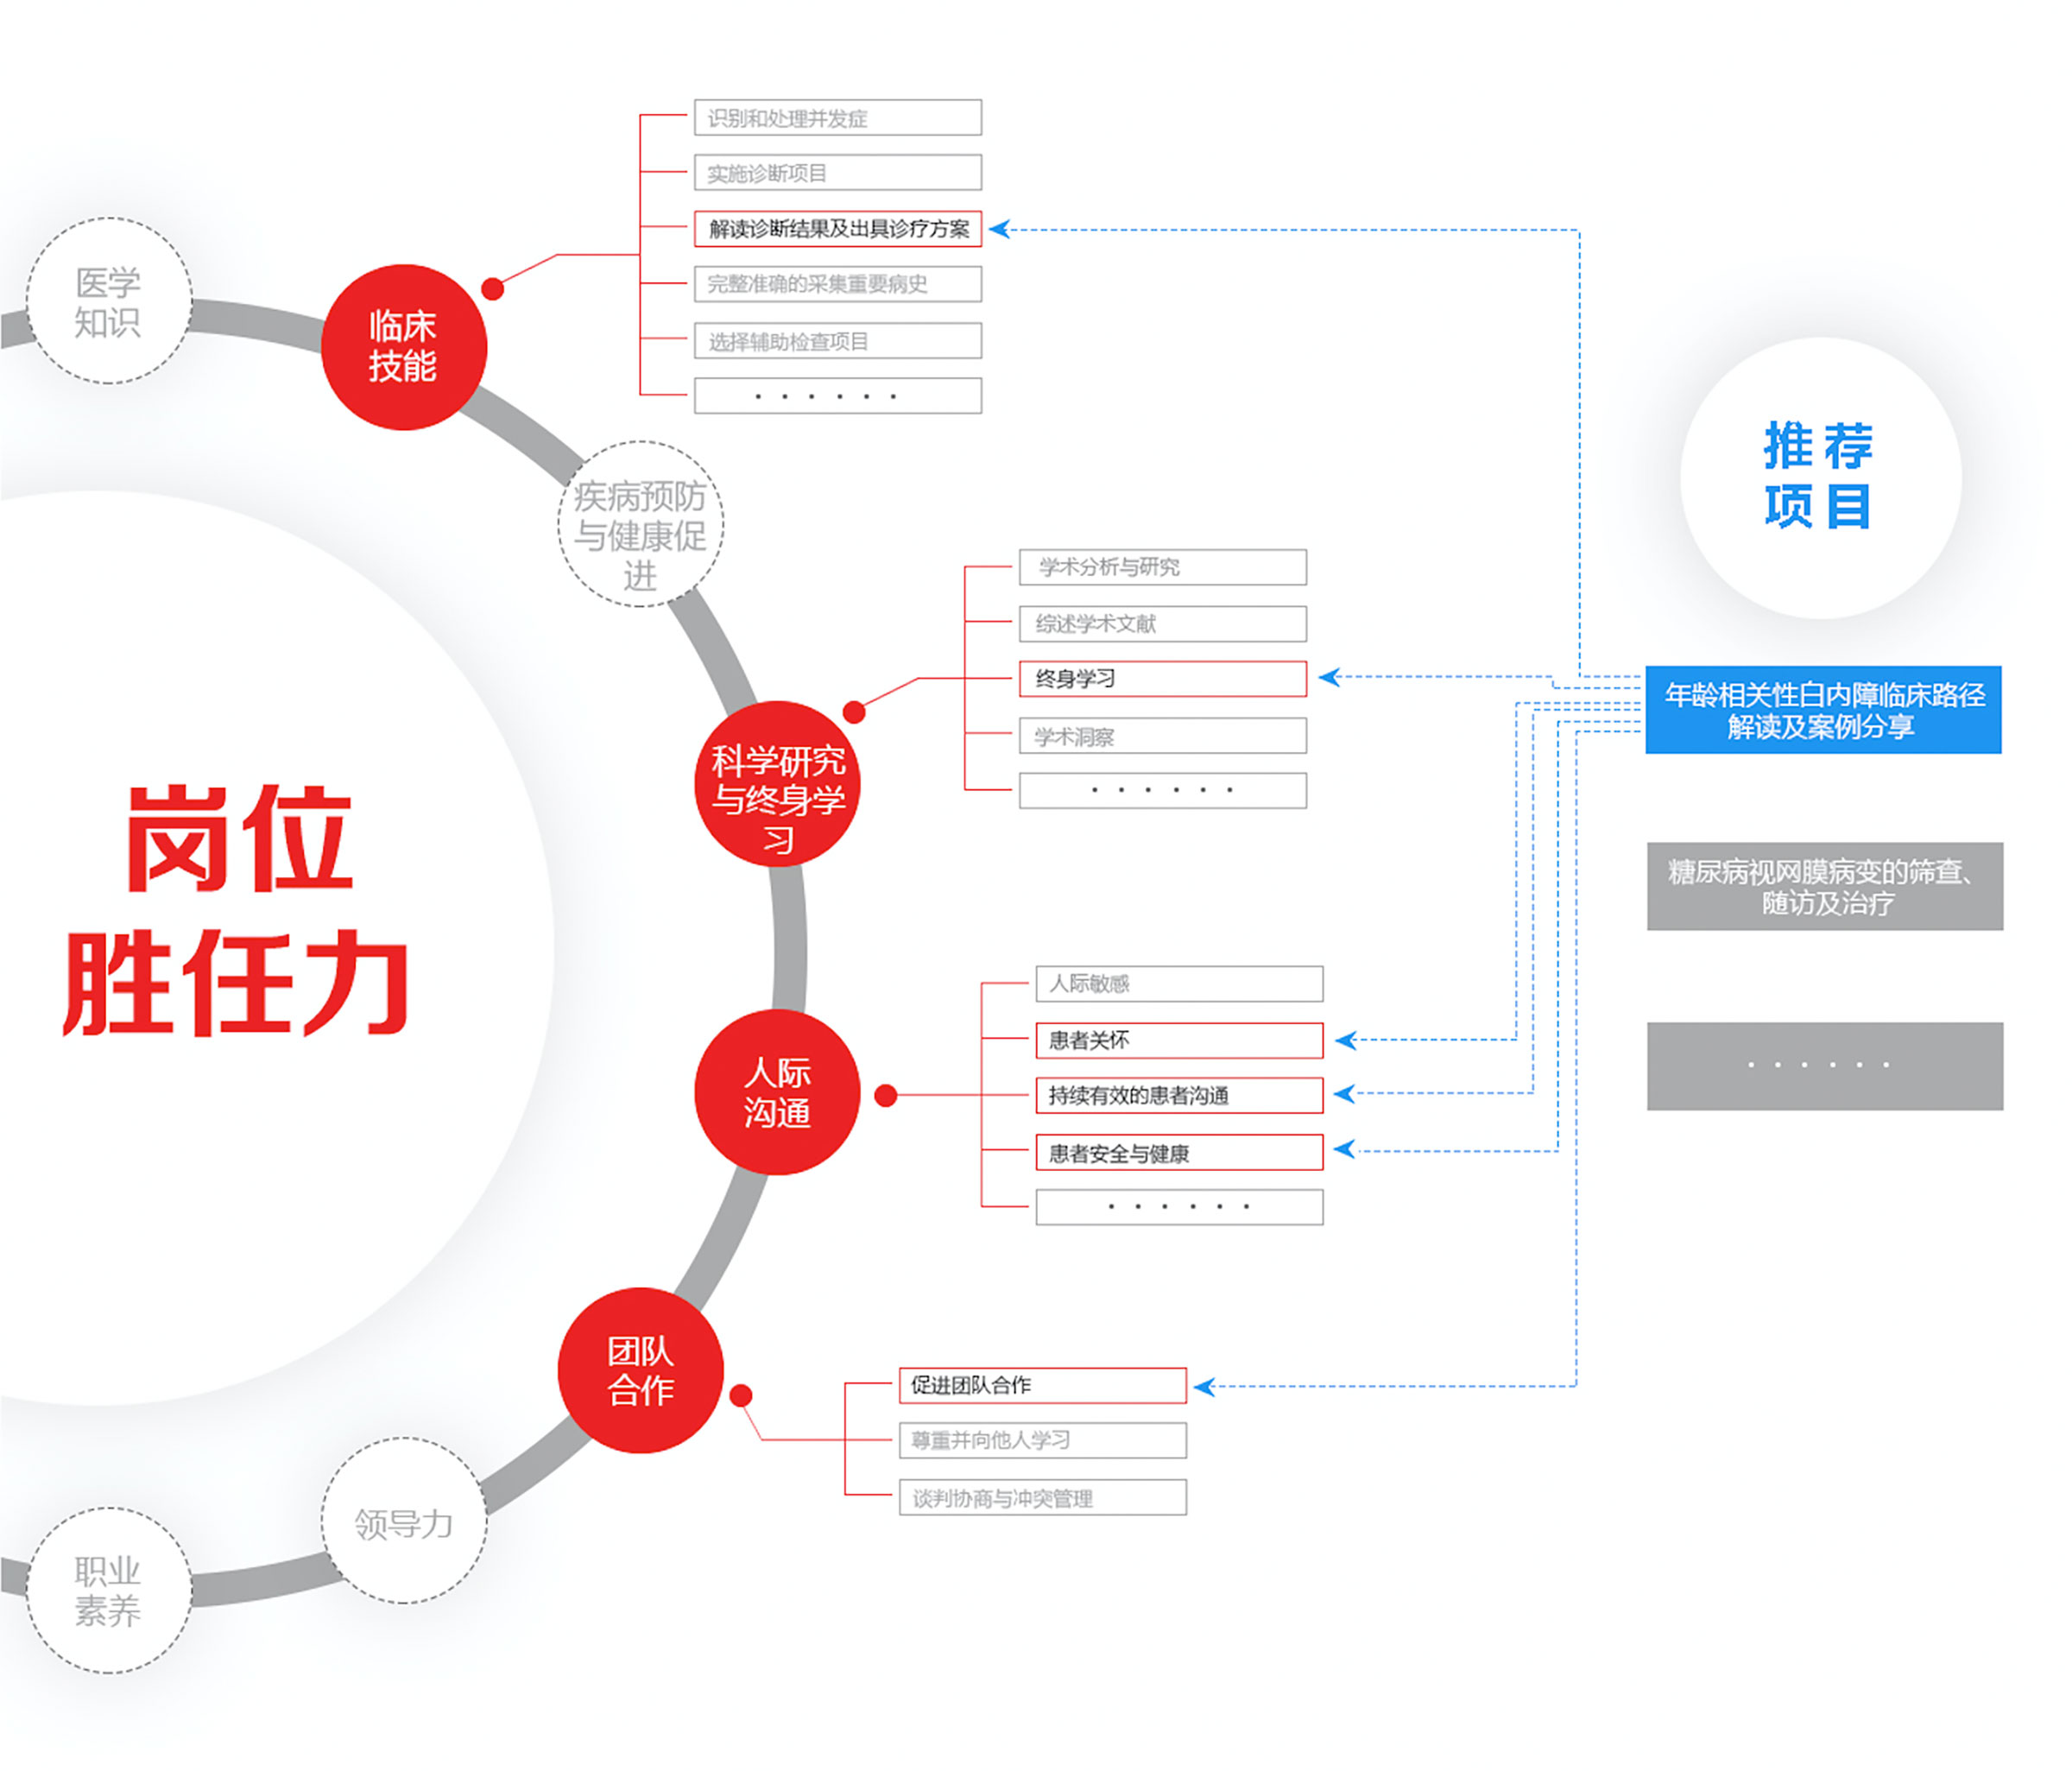 岗位
胜任力
医学
知识
临床
技能
疾病预防
与健康促
进
科学研究
与终身学
习
人际
沟通
团队
合作
领导力
职业
素养
识别和处理并发症
实施诊断项目
解读诊断结果及出具诊疗方案
完整准确的采集重要病史
选择辅助检查项目
······
学术分析与研究
综述学术文献
终身学习
学术洞察
······
人际敏感
患者关怀
持续有效的患者沟通
患者安全与健康
······
促进团队合作
尊重并向他人学习
谈判协商与冲突管理
推荐
项目
年龄相关性白内障临床路径
解读及案例分享
糖尿病视网膜病变的筛查、
随访及治疗
······